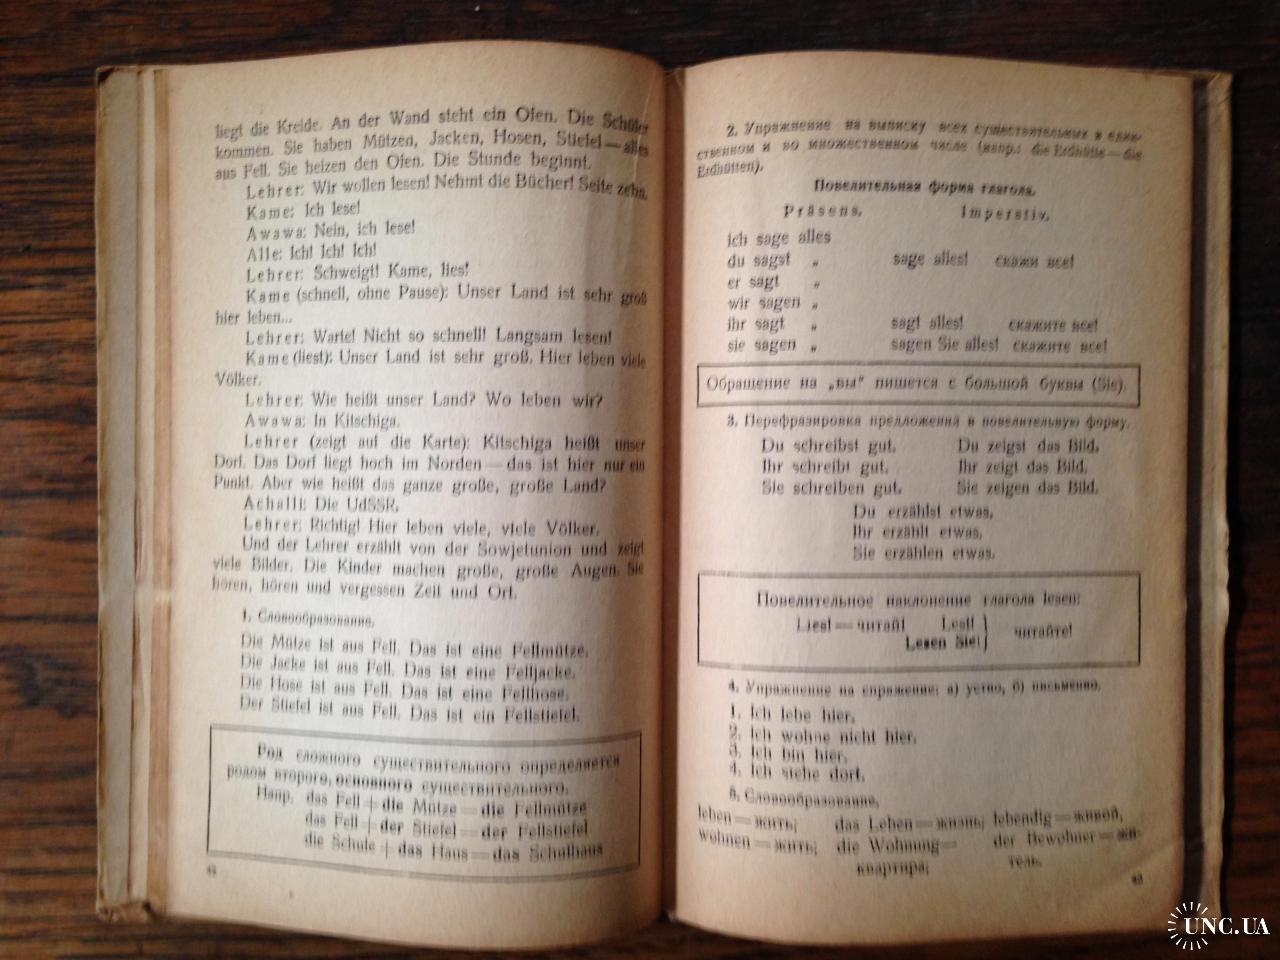 liegt die Kreide. An der Wand steht ein Ofen. Die Schüler
kommen. Sie haben Mützen, Jacken, Hosen, Stiefel — alles
aus Fell. Sie heizen den Ofen. Die Stunde beginnt.
Lehrer: Wir wollen lesen! Nehmt die Bücher! Seite zehn.
Kame: Ich lese!
Awawa: Nein, ich lese!
Alle: Ich! Ich! Ich!
Lehrer: Schweigt! Kame, lies!
Kame (schnell, ohne Pause): Unser Land ist sehr groß
hier leben...
Lehrer: Warte! Nicht so schnell! Langsam lesen!
Kame (liest): Unser Land ist sehr groß. Hier leben viele
Völker.
Lehrer: Wie heißt unser Land? Wo leben wir?
Awawa: In Kitschiga.
Lehrer (zeigt auf die Karte): Kitschiga heißt unser
Dorf. Das Dorf liegt hoch im Norden — das ist hier nur ein
Punkt. Aber wie heißt das ganze große, große Land?
Achalli: Die UdSSR.
Lehrer: Richtig! Hier leben viele, viele Völker.
Und der Lehrer erzählt von der Sowjetunion und zeigt
viele Bilder. Die Kinder machen große, große Augen. Sie
hören, hören und vergessen Zeit und Ort.
1. Словообразование.
Die Mütze ist aus Fell. Das ist eine Fellmütze.
Die Jacke ist aus Fell. Das ist eine Felljacke.
Die Hose ist aus Fell. Das ist eine Fellhose.
Der Stiefel ist aus Fell. Das ist ein Fellstiefel.
Род сложного существительного определяется
родом второго, основного существительного.
Напр. das Fell + die Mütze — die Fellmütze
das Fell + der Stiefel — der Fellstiefel
die Schule + das Haus — das Schulhaus
2. Упражнение на выписку всех существительных в един-
ственном и во множественном числе (напр.: die Erdhütte — die
Erdhütten).
Повелительная форма глагола.
Präsens. Imperativ.
ich sage alles
du sagst „ sage alles! скажи все!
er sagt „
wir sagen „
ihr sagt „ sagt alles! скажите все!
sie sagen „ sagen Sie alles! скажите все!
Обращение на „вы“ пишется с большой буквы (Sie).
3. Перефразировка предложений в повелительную форму.
Du schreibst gut. Du zeigst das Bild.
Ihr schreibt gut. Ihr zeigt das Bild.
Sie schreiben gut. Sie zeigen das Bild.
Du erzählst etwas.
Ihr erzählt etwas.
Sie erzählen etwas.
Повелительное наклонение глагола lesen:
Lies! — читай! Lest!
Lesen Sie! } читайте!
4. Упражнение на спряжение: а) устно, б) письменно.
1. Ich lebe hier.
2. Ich wohne nicht hier.
3. Ich bin hier.
4. Ich stehe dort.
5. Словообразование.
leben — жить; das Leben — жизнь; lebendig — живой,
wohnen — жить; die Wohnung — der Bewohner — жи-
квартира; тель.
UNC.UA